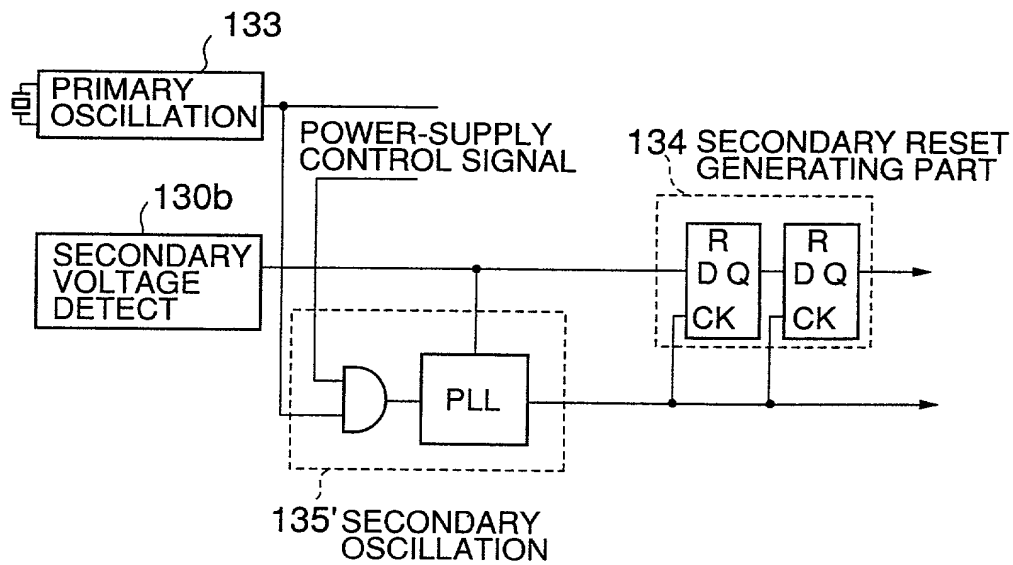 133
PRIMARY
OSCILLATION
POWER-SUPPLY
CONTROL SIGNAL
134 SECONDARY RESET
GENERATING PART
130b
SECONDARY
VOLTAGE
DETECT
R
D Q
CK
R
D Q
CK
PLL
135' SECONDARY
OSCILLATION